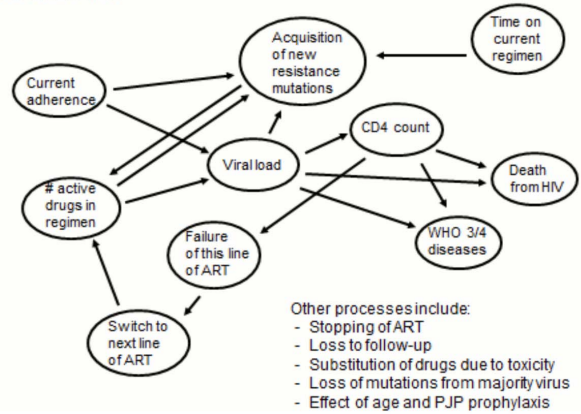 Time on
current
regimen
Acquisition
of new
resistance
mutations
Current
adherence
CD4 count
Viral load
Death
from HIV
# active
drugs in
regimen
Failure
of this line
of ART
WHO 3/4
diseases
Switch to
next line
of ART
Other processes include:
- Stopping of ART
- Loss to follow-up
- Substitution of drugs due to toxicity
- Loss of mutations from majority virus
- Effect of age and PJP prophylaxis